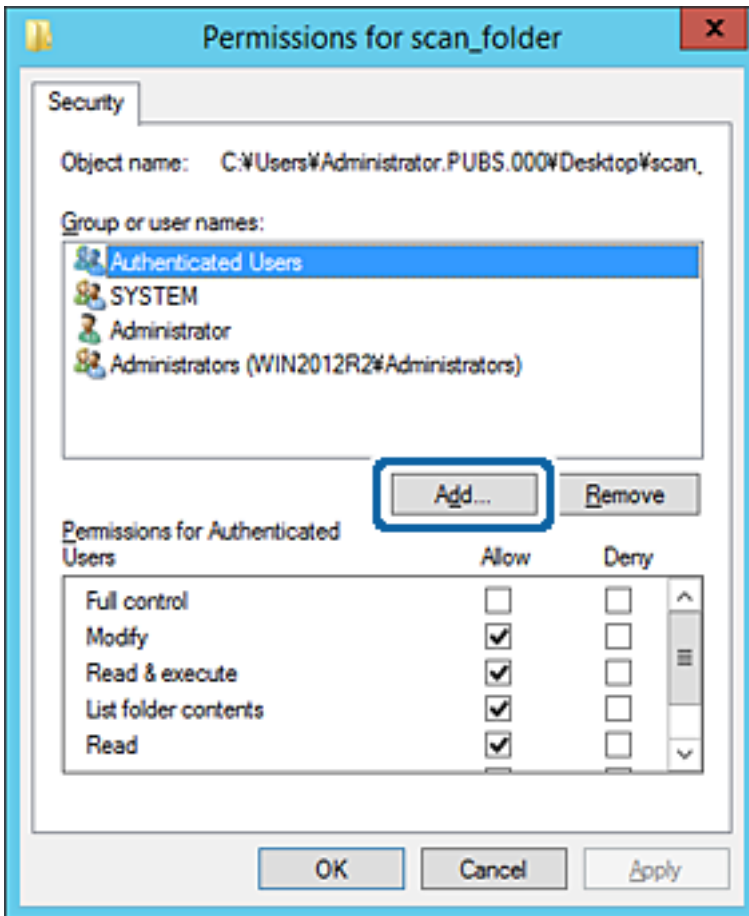 Permissions for scan_folder
x
Security
Object name: C:¥Users¥Administrator.PUBS.000¥Desktop¥scan_
Group or user names:
Authenticated Users
SYSTEM
Administrator
Administrators (WIN2012R2¥Administrators)
Add... Remove
Permissions for Authenticated
Users Allow Deny
Full control
Modify
Read & execute
List folder contents
Read
OK Cancel Apply